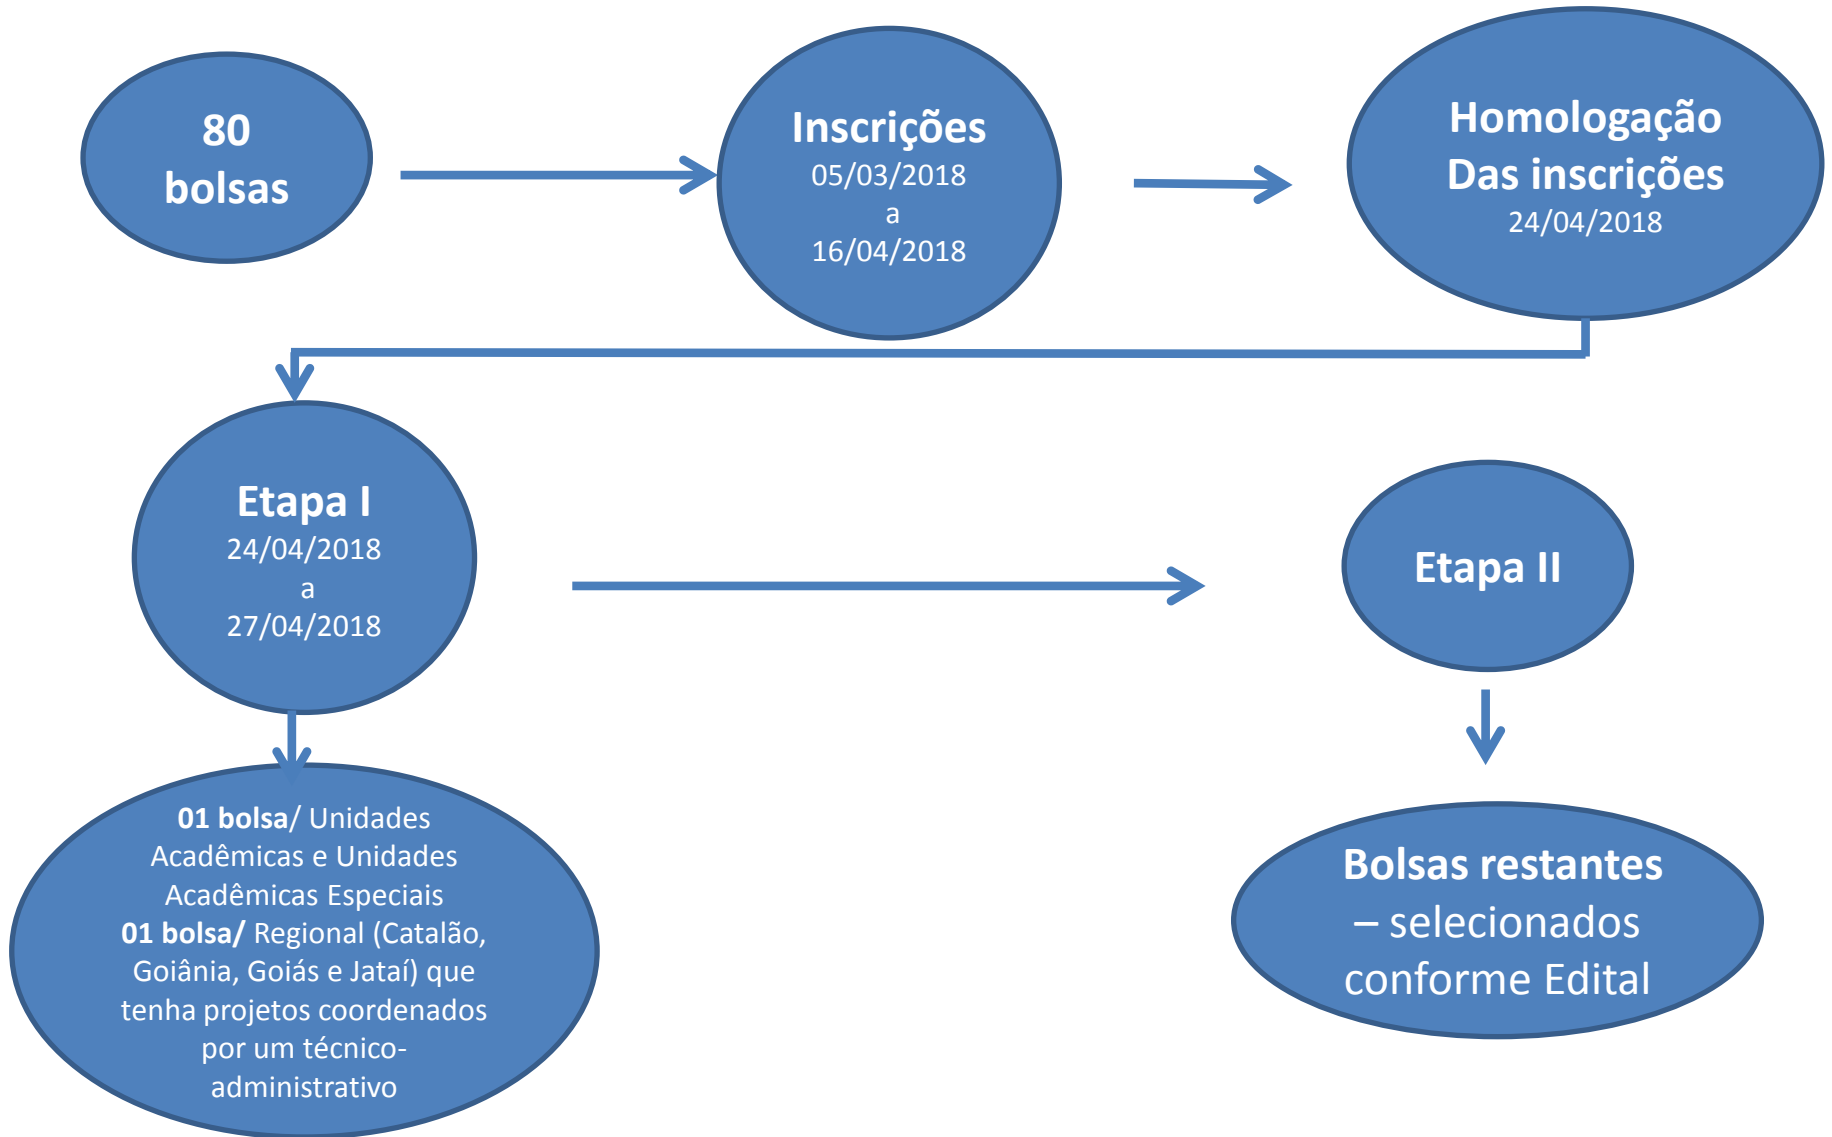 80
bolsas
Inscrições
05/03/2018
a
16/04/2018
Homologação
Das inscrições
24/04/2018
Etapa I
24/04/2018
a
27/04/2018
Etapa II
01 bolsa/ Unidades
Acadêmicas e Unidades
Acadêmicas Especiais
01 bolsa/ Regional (Catalão,
Goiânia, Goiás e Jataí) que
tenha projetos coordenados
por um técnico-
administrativo
Bolsas restantes
– selecionados
conforme Edital